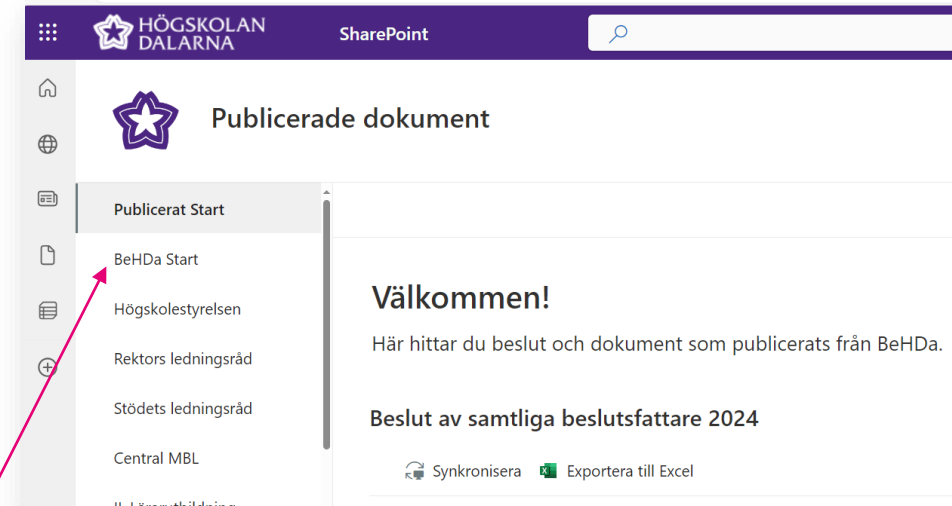 HÖGSKOLAN
DALARNA
SharePoint
Publicerade dokument
Publicerat Start
BeHDa Start
Högskolestyrelsen
Rektors ledningsråd
Stödets ledningsråd
Central MBL
Välkommen!
Här hittar du beslut och dokument som publicerats från BeHDa.
Beslut av samtliga beslutsfattare 2024
Synkronisera
Exportera till Excel